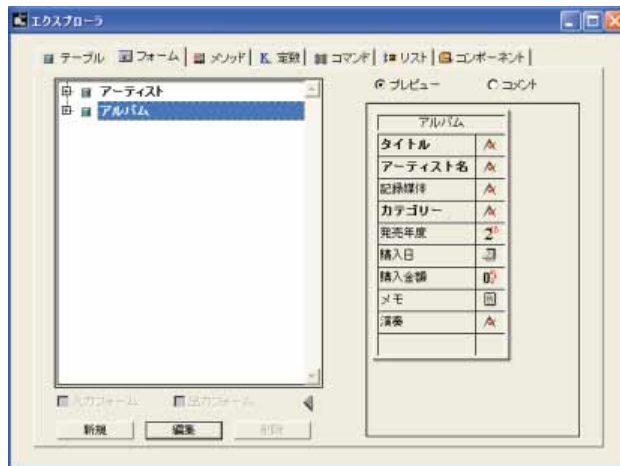 エクスプローラ
テーブル フォーム メソッド 定数 コマンド リスト コンポーネント
アーティスト
アルバム
プレビュー コメント
アルバム
タイトル
アーティスト名
記録媒体
カテゴリー
発売年度
購入日
購入金額
メモ
演奏
入力フォーム 出力フォーム
新規 編集 削除